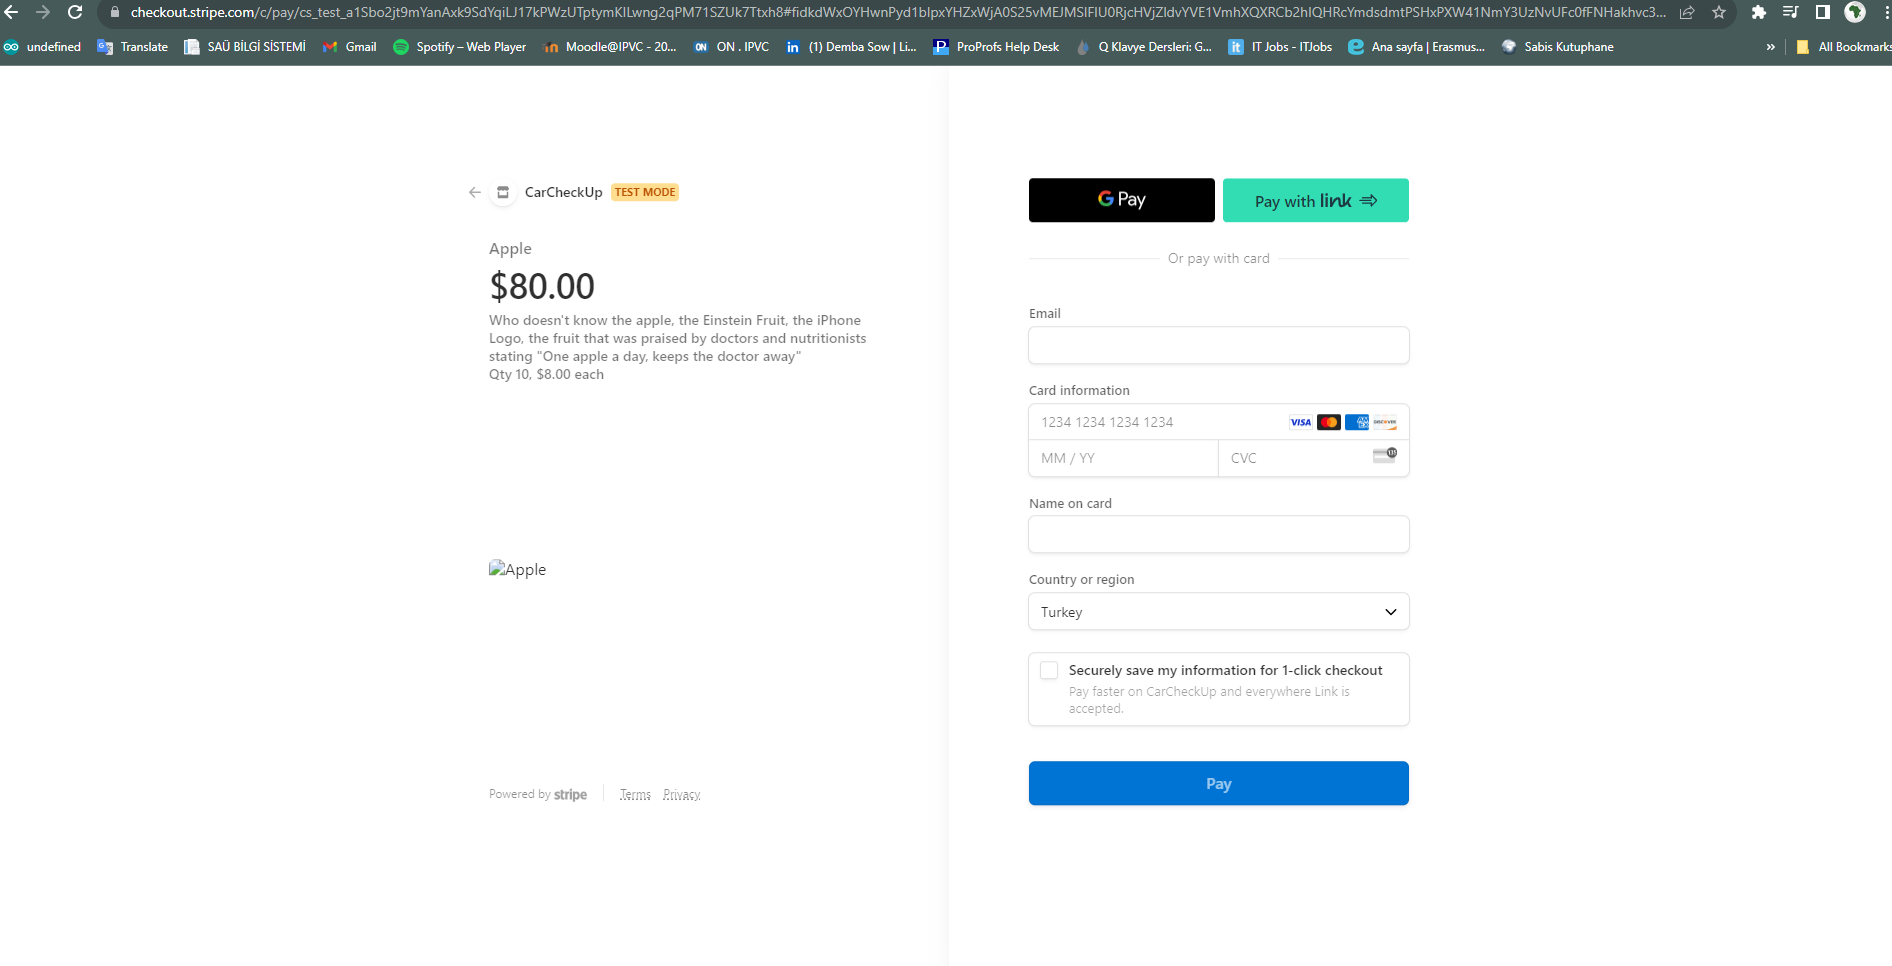 checkout.stripe.com/c/pay/
undefined
Translate
SAÜ BİLGİ SİSTEMİ
Gmail
Spotify – Web Player
Moodle@IPVC - 20...
ON
ON . IPVC
in
(1) Demba Sow | Li...
P
ProProfs Help Desk
Q Klavye Dersleri: G...
it
IT Jobs - ITJobs
Ana sayfa | Erasmus...
Sabis Kutuphane
»
All Bookmarks
CarCheckUp TEST MODE
Apple
$80.00
Who doesn't know the apple, the Einstein Fruit, the iPhone
Logo, the fruit that was praised by doctors and nutritionists
stating "One apple a day, keeps the doctor away"
Qty 10, $8.00 each
Apple
Powered by stripe
Terms Privacy
G Pay
Pay with link
Or pay with card
Email
Card information
1234 1234 1234 1234
VISA
AMEX
DISCOVER
MM / YY
CVC
Name on card
Country or region
Turkey
Securely save my information for 1-click checkout
Pay faster on CarCheckUp and everywhere Link is
accepted.
Pay